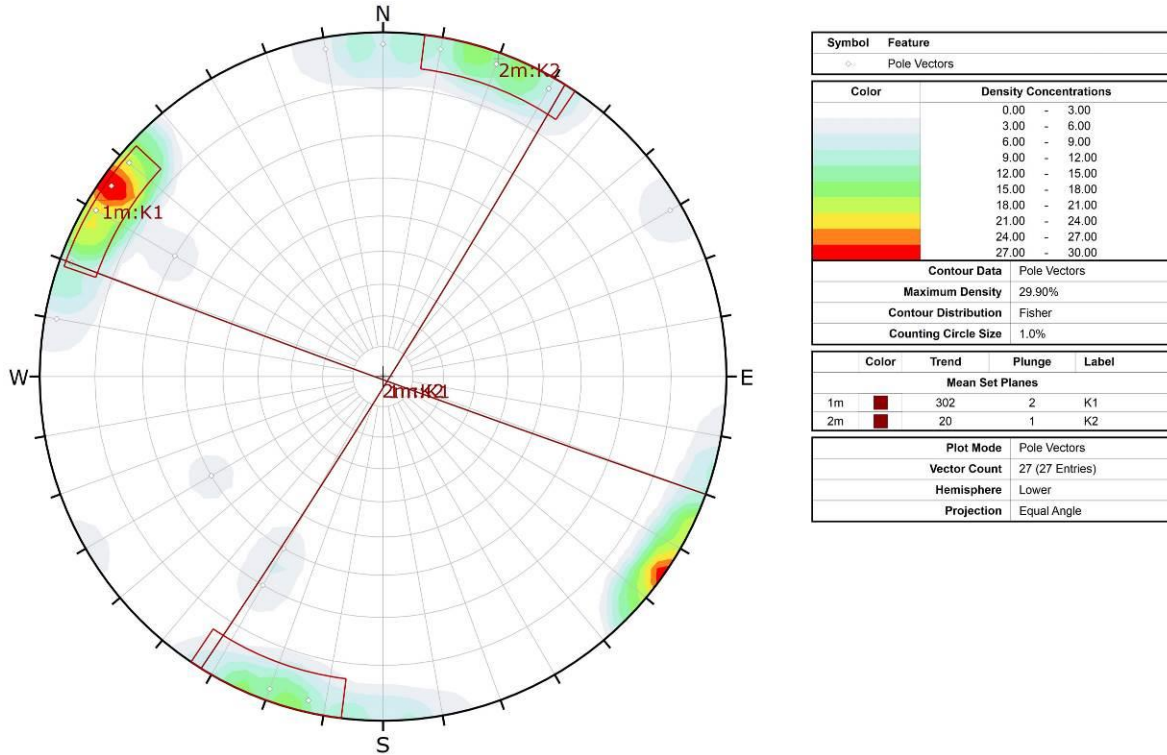 N
2m:K2
1m:K1
W
E
S
Symbol Feature
Pole Vectors
Color Density Concentrations
0.00 - 3.00
3.00 - 6.00
6.00 - 9.00
9.00 - 12.00
12.00 - 15.00
15.00 - 18.00
18.00 - 21.00
21.00 - 24.00
24.00 - 27.00
27.00 - 30.00
Contour Data Pole Vectors
Maximum Density 29.90%
Contour Distribution Fisher
Counting Circle Size 1.0%
Color Trend Plunge Label
Mean Set Planes
1m 302 2 K1
2m 20 1 K2
Plot Mode Pole Vectors
Vector Count 27 (27 Entries)
Hemisphere Lower
Projection Equal Angle